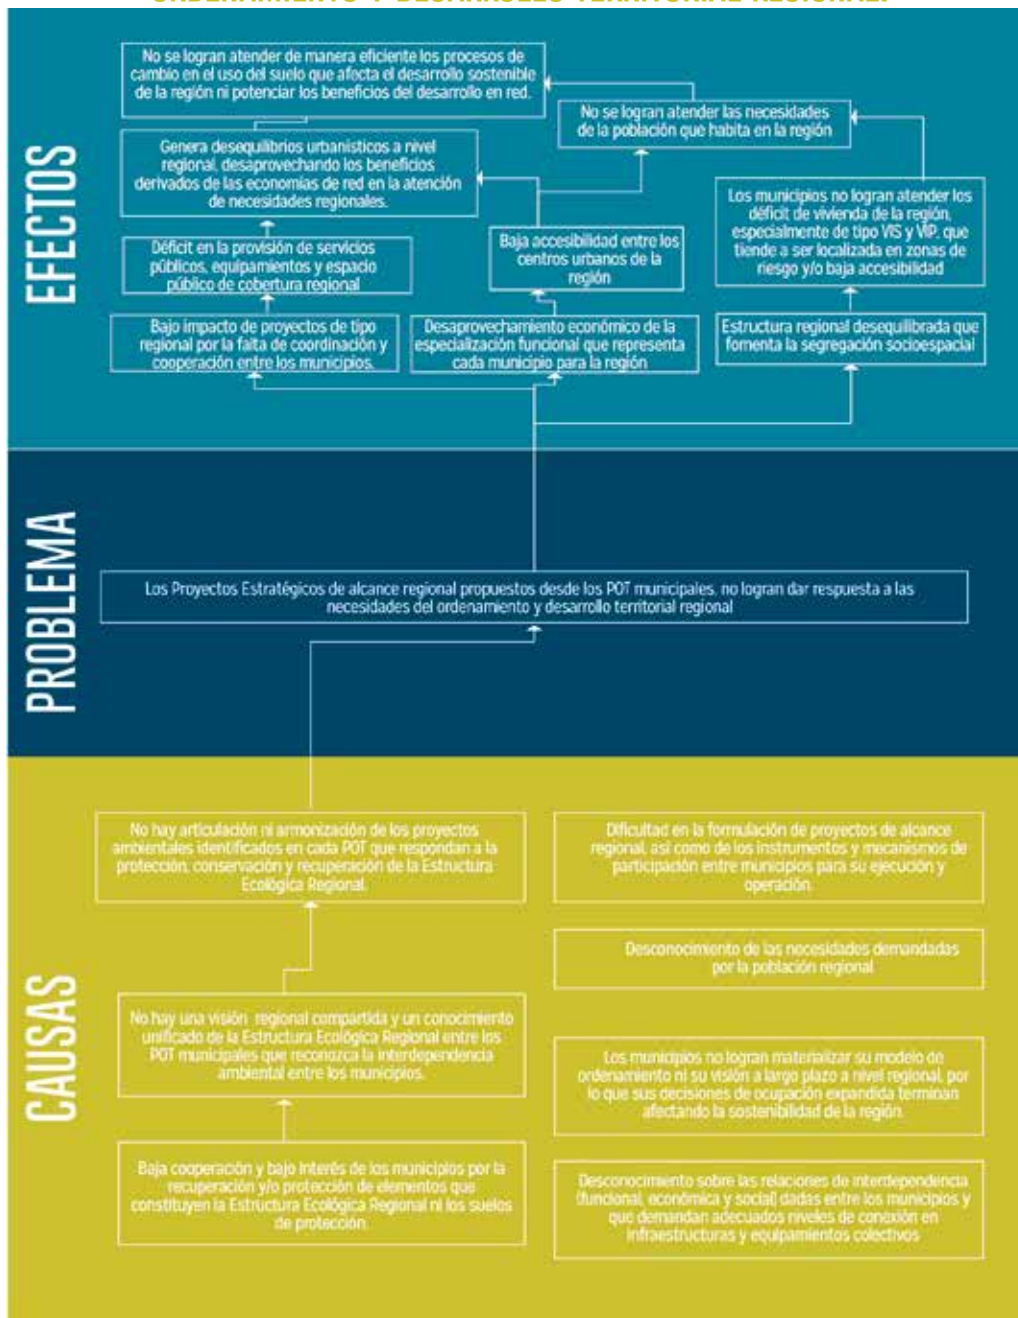 ORDENAMIENTO Y DESARROLLO TERRITORIAL REGIONAL.
EFECTOS
No se logran atender de manera eficiente los procesos de
cambio en el uso del suelo que afecta el desarrollo sostenible
de la región ni potenciar los beneficios del desarrollo en red.
No se logran atender las necesidades
de la población que habita en la región
Genera desequilibrios urbanísticos a nivel
regional, desaprovechando los beneficios
derivados de las economías de red en la atención
de necesidades regionales.
Los municipios no logran atender los
déficit de vivienda de la región,
especialmente de tipo VIS y VIP, que
tiende a ser localizada en zonas de
riesgo y/o baja accesibilidad
Déficit en la provisión de servicios
públicos, equipamientos y espacio
público de cobertura regional
Baja accesibilidad entre los
centros urbanos de la
región
Bajo impacto de proyectos de tipo
regional por la falta de coordinación y
cooperación entre los municipios.
Desaprovechamiento económico de la
especialización funcional que representa
cada municipio para la región
Estructura regional desequilibrada que
fomenta la segregación socioespacial
PROBLEMA
Los Proyectos Estratégicos de alcance regional propuestos desde los POT municipales, no logran dar respuesta a las
necesidades del ordenamiento y desarrollo territorial regional
CAUSAS
No hay articulación ni armonización de los proyectos
ambientales identificados en cada POT que respondan a la
protección, conservación y recuperación de la Estructura
Ecológica Regional.
No hay una visión regional compartida y un conocimiento
unificado de la Estructura Ecológica Regional entre los
POT municipales que reconozca la interdependencia
ambiental entre los municipios.
Baja cooperación y bajo interés de los municipios por la
recuperación y/o protección de elementos que
constituyen la Estructura Ecológica Regional ni los suelos
de protección.
Dificultad en la formulación de proyectos de alcance
regional, así como de los instrumentos y mecanismos de
participación entre municipios para su ejecución y
operación.
Desconocimiento de las necesidades demandadas
por la población regional
Los municipios no logran materializar su modelo de
ordenamiento ni su visión a largo plazo a nivel regional, por
lo que sus decisiones de ocupación expandida terminan
afectando la sostenibilidad de la región.
Desconocimiento sobre las relaciones de interdependencia
(funcional, económica y social) dadas entre los municipios y
que demandan adecuados niveles de conexión en
infraestructuras y equipamientos colectivos